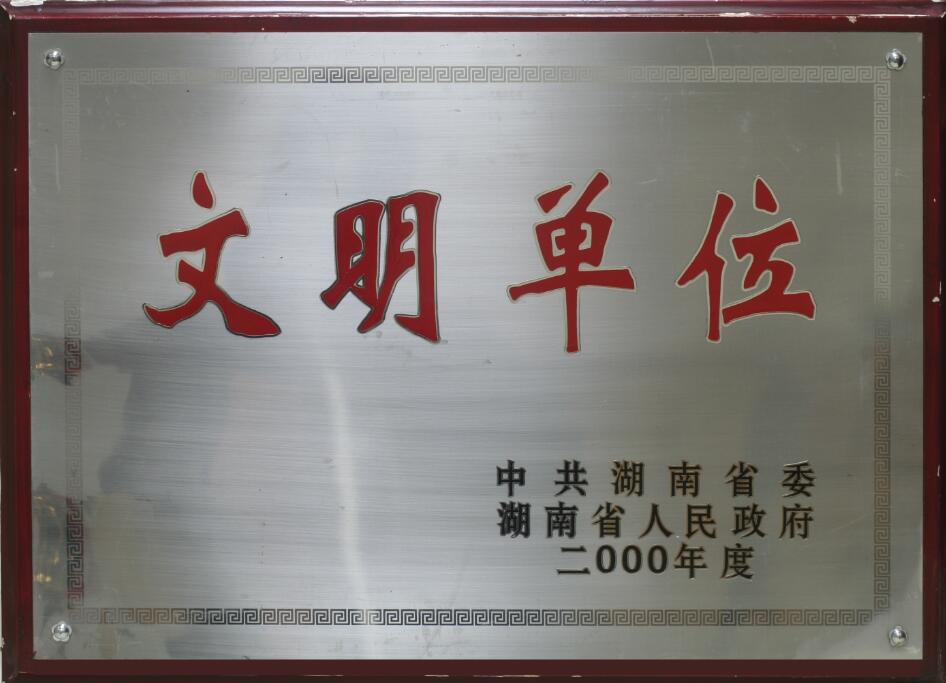 文明单位
中共湖南省委
湖南省人民政府
二000年度